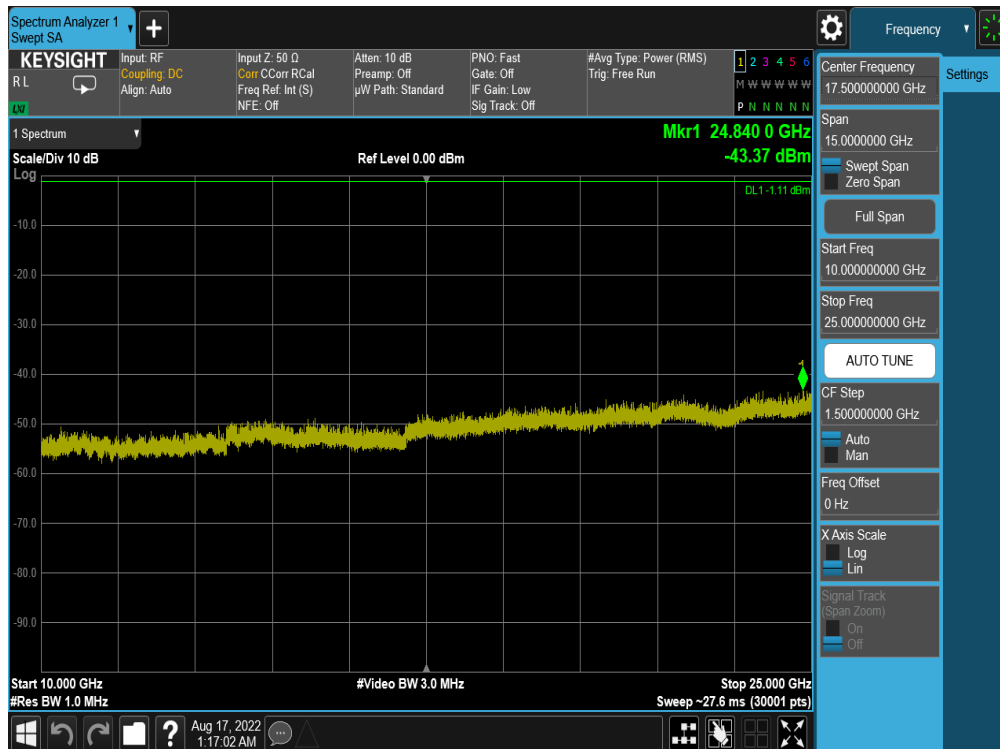 Spectrum Analyzer 1
Swept SA
+
Frequency
KEYSIGHT
R L
LXI
Input: RF
Coupling: DC
Align: Auto
Input Z: 50 Ω
Corr CCorr RCal
Freq Ref: Int (S)
NFE: Off
Atten: 10 dB
Preamp: Off
µW Path: Standard
PNO: Fast
Gate: Off
IF Gain: Low
Sig Track: Off
#Avg Type: Power (RMS)
Trig: Free Run
1 2 3 4 5 6
M W W W W W
P N N N N N
1 Spectrum
Scale/Div 10 dB
Log
Ref Level 0.00 dBm
Mkr1 24.840 0 GHz
-43.37 dBm
DL1 -1.11 dBm
-10.0
-20.0
-30.0
-40.0
-50.0
-60.0
-70.0
-80.0
-90.0
1
Start 10.000 GHz
#Res BW 1.0 MHz
#Video BW 3.0 MHz
Stop 25.000 GHz
Sweep ~27.6 ms (30001 pts)
Center Frequency
17.500000000 GHz
Settings
Span
15.0000000 GHz
Swept Span
Zero Span
Full Span
Start Freq
10.000000000 GHz
Stop Freq
25.000000000 GHz
AUTO TUNE
CF Step
1.500000000 GHz
Auto
Man
Freq Offset
0 Hz
X Axis Scale
Log
Lin
Signal Track
(Span Zoom)
On
Off
?
Aug 17, 2022
1:17:02 AM